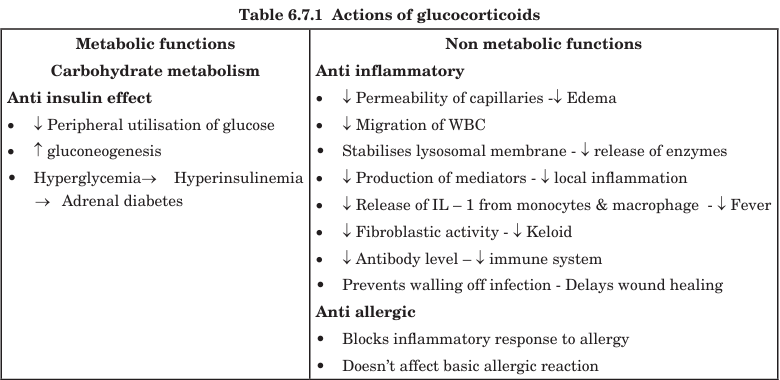 Table 6.7.1 Actions of glucocorticoids
Metabolic functions
Carbohydrate metabolism
Anti insulin effect
• ↓ Peripheral utilisation of glucose
• ↑ gluconeogenesis
• Hyperglycemia→ Hyperinsulinemia
→ Adrenal diabetes
Non metabolic functions
Anti inflammatory
• ↓ Permeability of capillaries -↓ Edema
• ↓ Migration of WBC
• Stabilises lysosomal membrane - ↓ release of enzymes
• ↓ Production of mediators - ↓ local inflammation
• ↓ Release of IL – 1 from monocytes & macrophage - ↓ Fever
• ↓ Fibroblastic activity - ↓ Keloid
• ↓ Antibody level – ↓ immune system
• Prevents walling off infection - Delays wound healing
Anti allergic
• Blocks inflammatory response to allergy
• Doesn’t affect basic allergic reaction